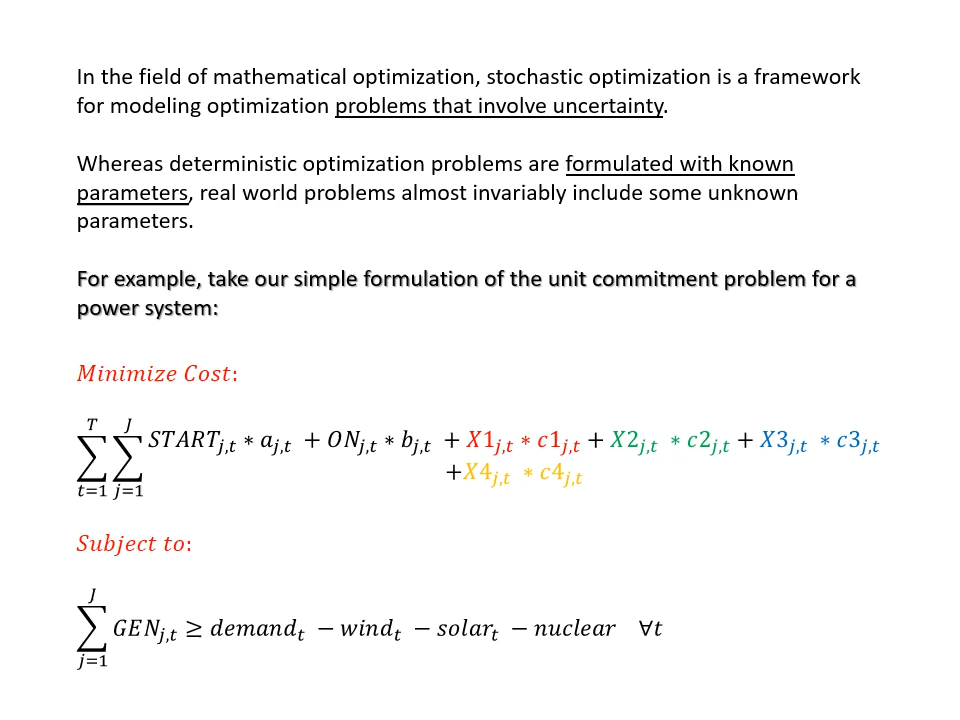 In the field of mathematical optimization, stochastic optimization is a framework
for modeling optimization problems that involve uncertainty.
Whereas deterministic optimization problems are formulated with known
parameters, real world problems almost invariably include some unknown
parameters.
For example, take our simple formulation of the unit commitment problem for a
power system:
Minimize Cost:
∑_{t=1}^{T} ∑_{j=1}^{J} START_{j,t} * a_{j,t} + ON_{j,t} * b_{j,t} + X1_{j,t} * c1_{j,t} + X2_{j,t} * c2_{j,t} + X3_{j,t} * c3_{j,t}
+X4_{j,t} * c4_{j,t}
Subject to:
∑_{j=1}^{J} GEN_{j,t} ≥ demand_t − wind_t − solar_t − nuclear ∀t